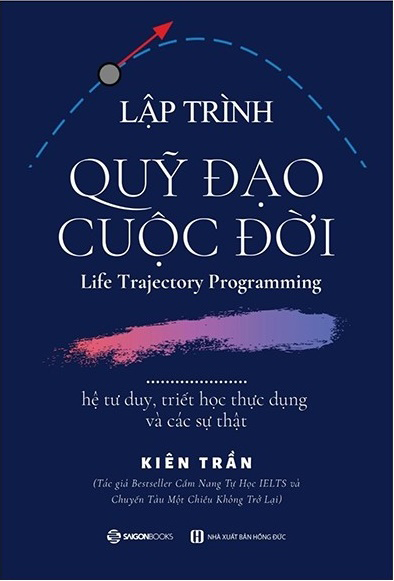 LẬP TRÌNH
QUỸ ĐẠO
CUỘC ĐỜI
Life Trajectory Programming
hệ tư duy, triết học thực dụng
và các sự thật
KIÊN TRẦN
(Tác giả Bestseller Cẩm Nang Tự Học IELTS và
Chuyến Tàu Một Chiều Không Trở Lại)
SAIGONBOOKS NHÀ XUẤT BẢN HỒNG ĐỨC